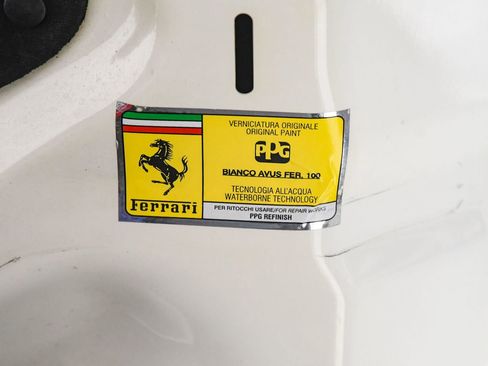 VERNICIATURA ORIGINALE
ORIGINAL PAINT
PPG
BIANCO AVUS FER. 100
TECNOLOGIA ALL'ACQUA
WATERBORNE TECHNOLOGY
Ferrari
PER RITOCCHI USARE/FOR REPAIR WORKS
PPG REFINISH